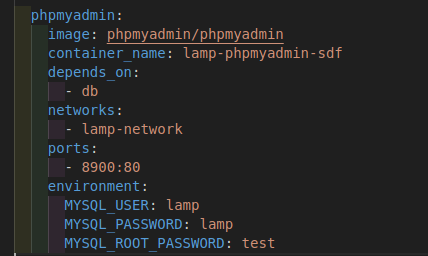 phpmyadmin:
image: phpmyadmin/phpmyadmin
container_name: lamp-phpmyadmin-sdf
depends_on:
- db
networks:
- lamp-network
ports:
- 8900:80
environment:
MYSQL_USER: lamp
MYSQL_PASSWORD: lamp
MYSQL_ROOT_PASSWORD: test